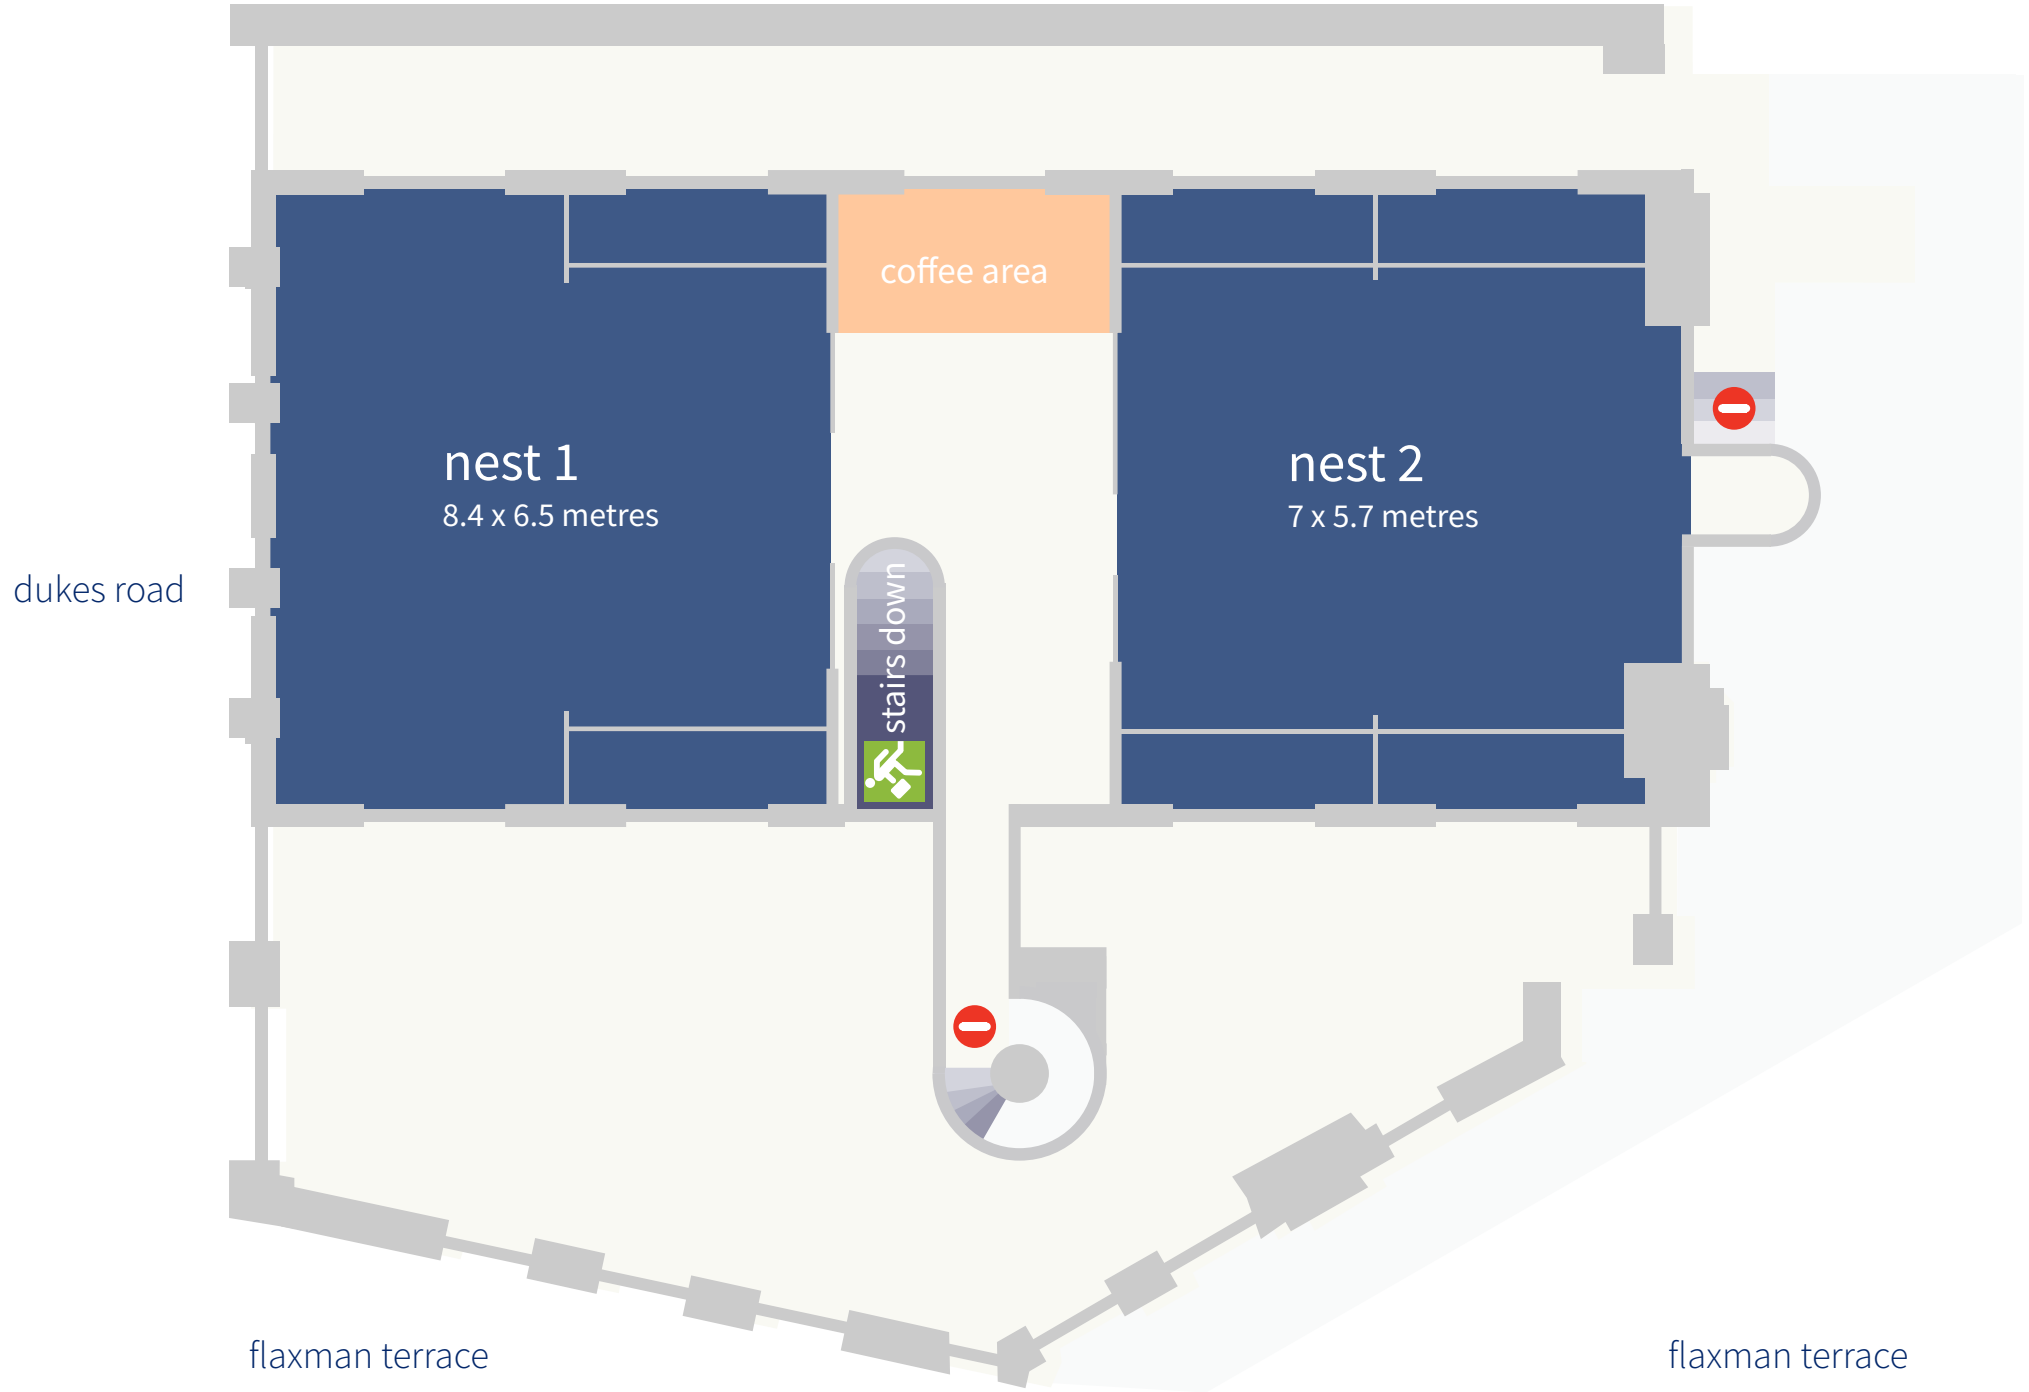 coffee area
nest 1
8.4 x 6.5 metres
nest 2
7 x 5.7 metres
dukes road
stairs down
flaxman terrace
flaxman terrace